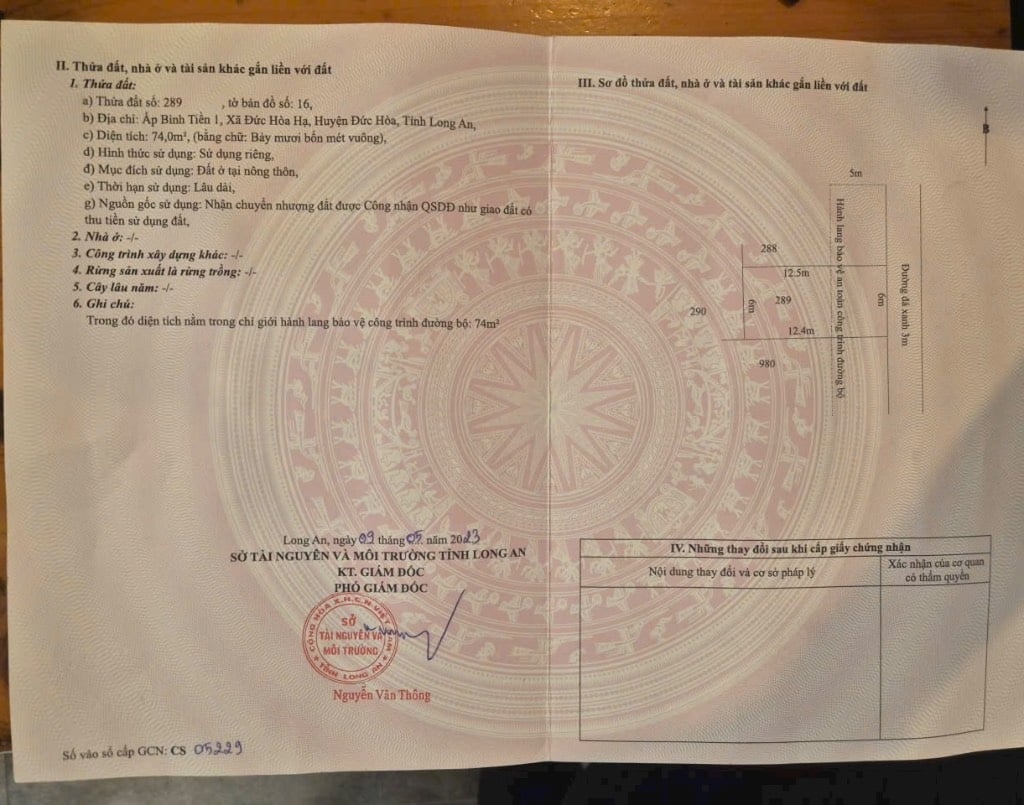 II. Thửa đất, nhà ở và tài sản khác gắn liền với đất
1. Thửa đất:
a) Thửa đất số: 289 , tờ bản đồ số: 16,
b) Địa chỉ: Ấp Bình Tiền 1, Xã Đức Hòa Hạ, Huyện Đức Hòa, Tỉnh Long An,
c) Diện tích: 74,0m², (bằng chữ: Bảy mươi bốn mét vuông),
d) Hình thức sử dụng: Sử dụng riêng,
đ) Mục đích sử dụng: Đất ở tại nông thôn,
e) Thời hạn sử dụng: Lâu dài,
g) Nguồn gốc sử dụng: Nhận chuyển nhượng đất được Công nhận QSDĐ như giao đất có
thu tiền sử dụng đất,
2. Nhà ở: -/-
3. Công trình xây dựng khác: -/-
4. Rừng sản xuất là rừng trồng: -/-
5. Cây lâu năm: -/-
6. Ghi chú:
Trong đó diện tích nằm trong chỉ giới hành lang bảo vệ công trình đường bộ: 74m²
Long An, ngày 09 tháng 05 năm 2023
SỞ TÀI NGUYÊN VÀ MÔI TRƯỜNG TỈNH LONG AN
KT. GIÁM ĐỐC
PHÓ GIÁM ĐỐC
CỘNG HÒA X.H.C.N VIỆT NAM
SỞ
TÀI NGUYÊN VÀ
MÔI TRƯỜNG
TỈNH LONG AN
Nguyễn Văn Thông
Số vào sổ cấp GCN: CS 05229
III. Sơ đồ thửa đất, nhà ở và tài sản khác gắn liền với đất
B
5m
288
12.5m
289
6m
6m
290
12.4m
980
Hành lang bảo vệ an toàn công trình đường bộ
Đường đá xanh 3m
IV. Những thay đổi sau khi cấp giấy chứng nhận
Nội dung thay đổi và cơ sở pháp lý
Xác nhận của cơ quan
có thẩm quyền